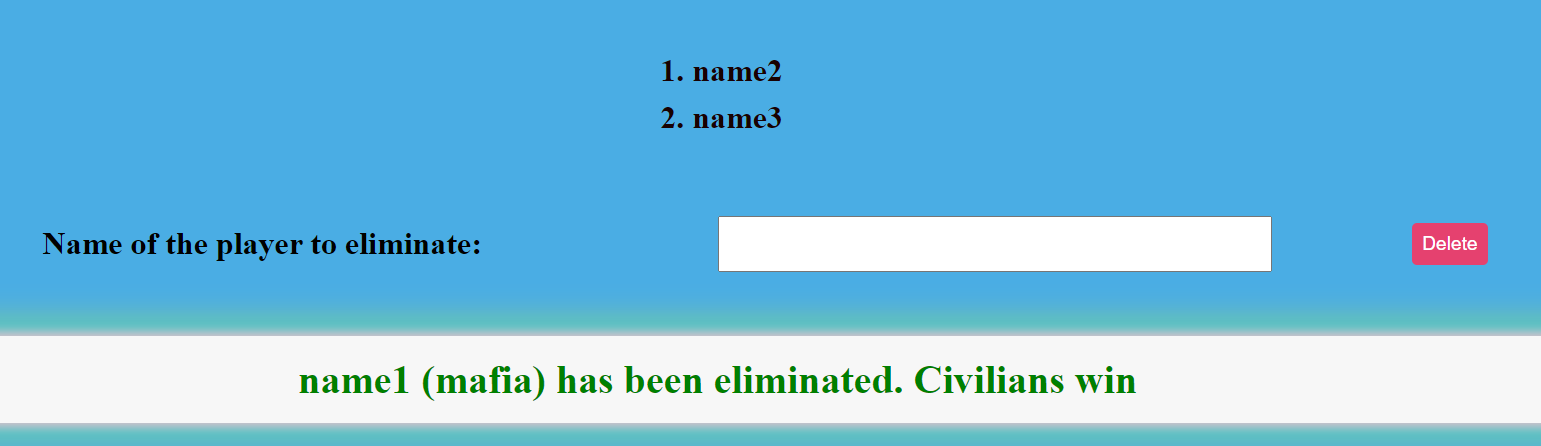 1. name2
2. name3
Name of the player to eliminate:
Delete
name1 (mafia) has been eliminated. Civilians win